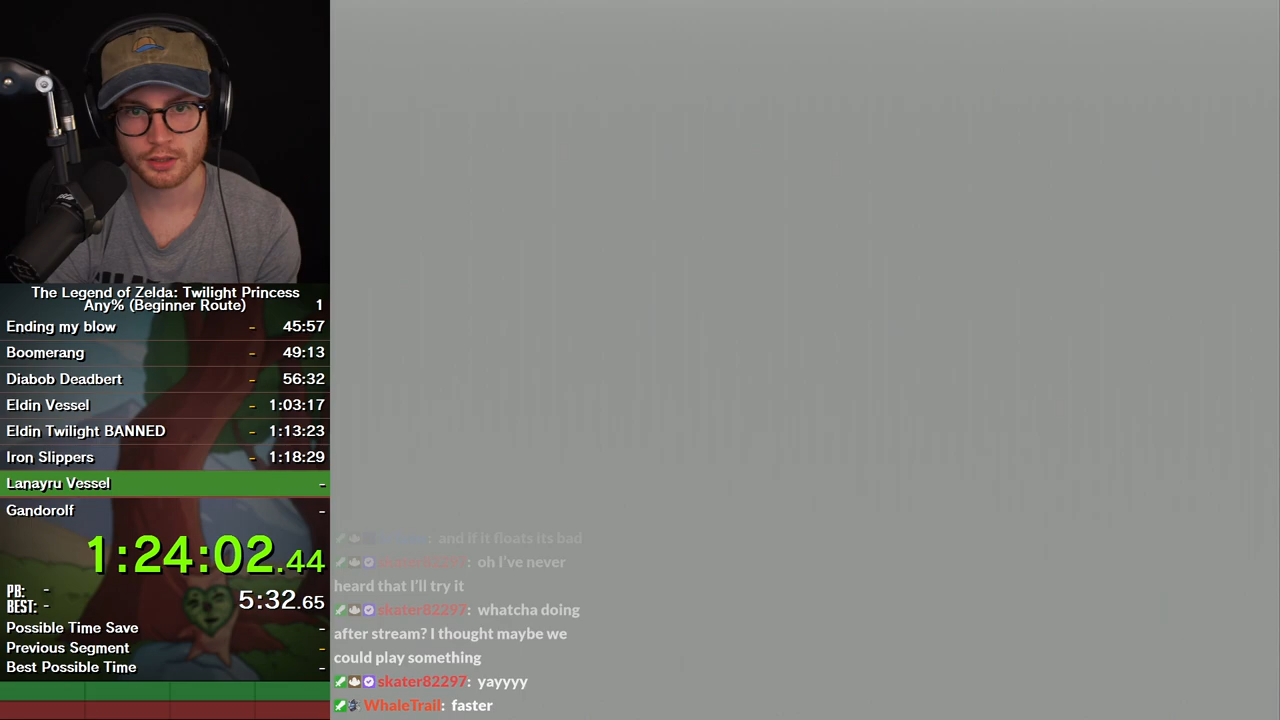 The Legend of Zelda: Twilight Princess
Any% (Beginner Route) 1
Ending my blow - 45:57
Boomerang - 49:13
Diabob Deadbert - 56:32
Eldin Vessel - 1:03:17
Eldin Twilight BANNED - 1:13:23
Iron Slippers - 1:18:29
Lanayru Vessel -
Gandorolf -
1:24:02.44
PB: -
BEST: -
5:32.65
Possible Time Save -
Previous Segment -
Best Possible Time -
: and if it floats its bad
skater82297: oh I've never
heard that I'll try it
skater82297: whatcha doing
after stream? I thought maybe we
could play something
skater82297: yayyyy
WhaleTrail: faster